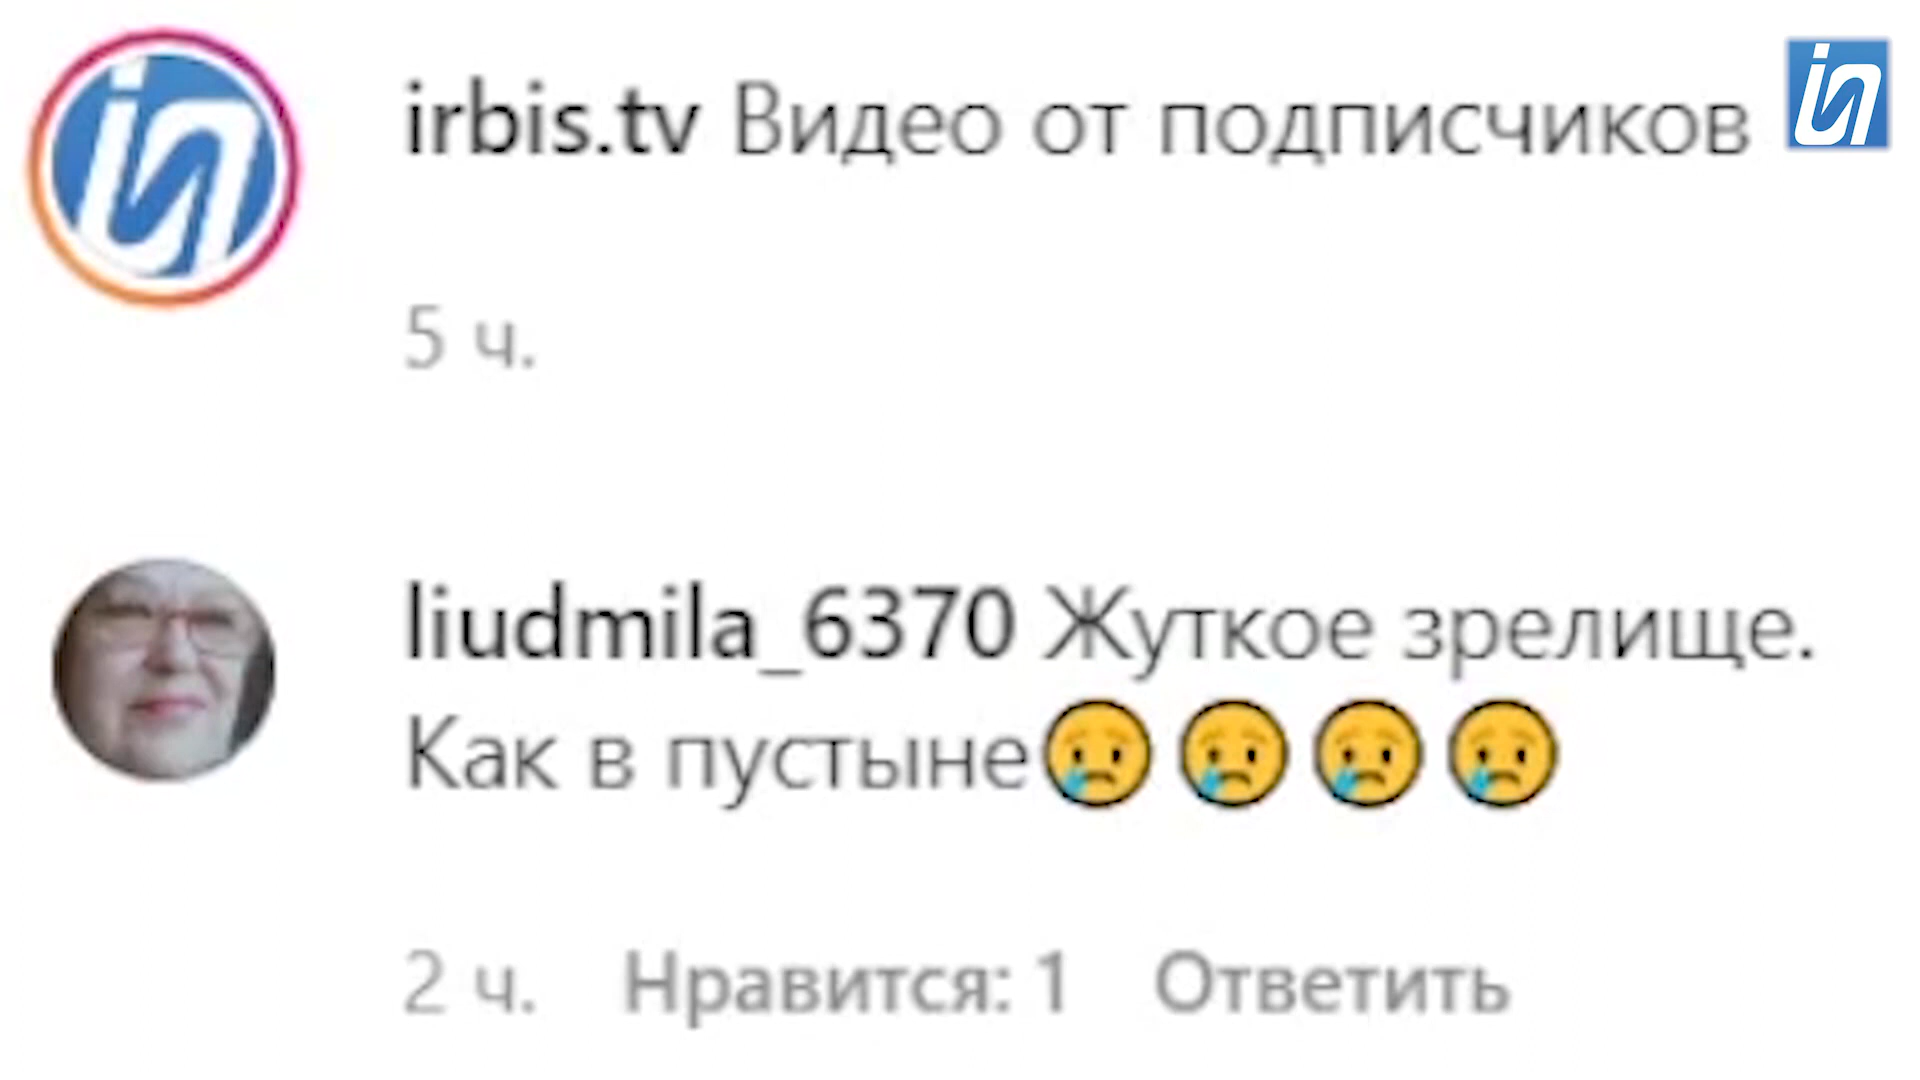 irbis.tv Видео от подписчиков
5 ч.
liudmila_6370 Жуткое зрелище.
Как в пустыне😢😢😢😢
2 ч. Нравится: 1 Ответить